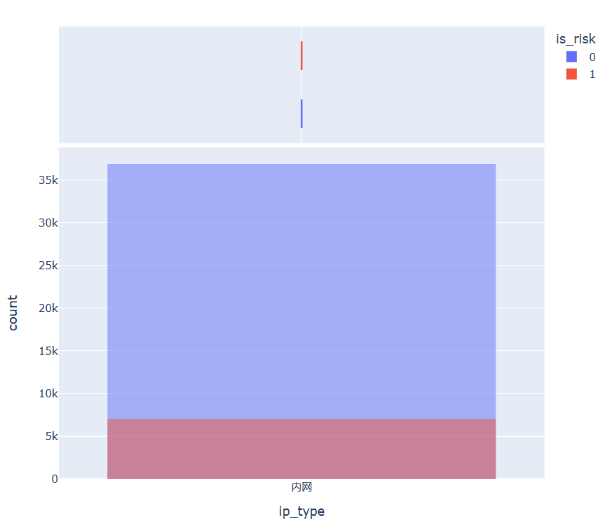 is_risk
0
1
35k
30k
25k
20k
15k
10k
5k
0
count
内网
ip_type